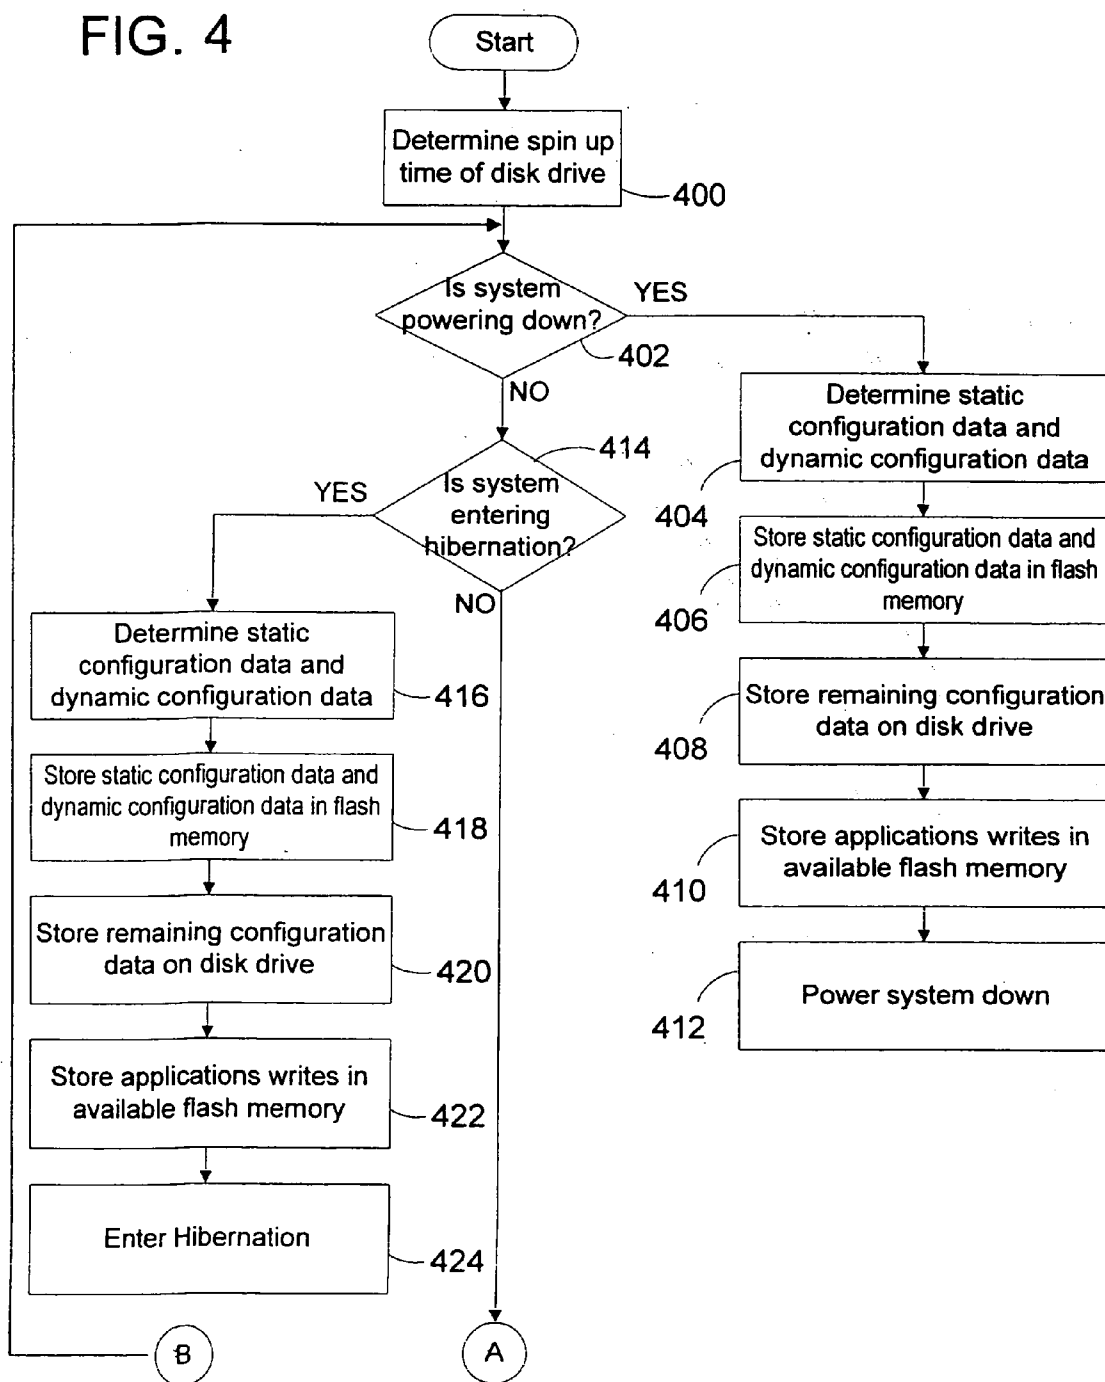 FIG. 4
Start
Determine spin up
time of disk drive
400
Is system
powering down?
YES
402
NO
414
Is system
entering
hibernation?
YES
NO
Determine static
configuration data and
dynamic configuration data
404
Store static configuration data and
dynamic configuration data in flash
memory
406
Store remaining configuration
data on disk drive
408
Store applications writes in
available flash memory
410
Power system down
412
Determine static
configuration data and
dynamic configuration data
416
Store static configuration data and
dynamic configuration data in flash
memory
418
Store remaining configuration
data on disk drive
420
Store applications writes in
available flash memory
422
Enter Hibernation
424
B
A